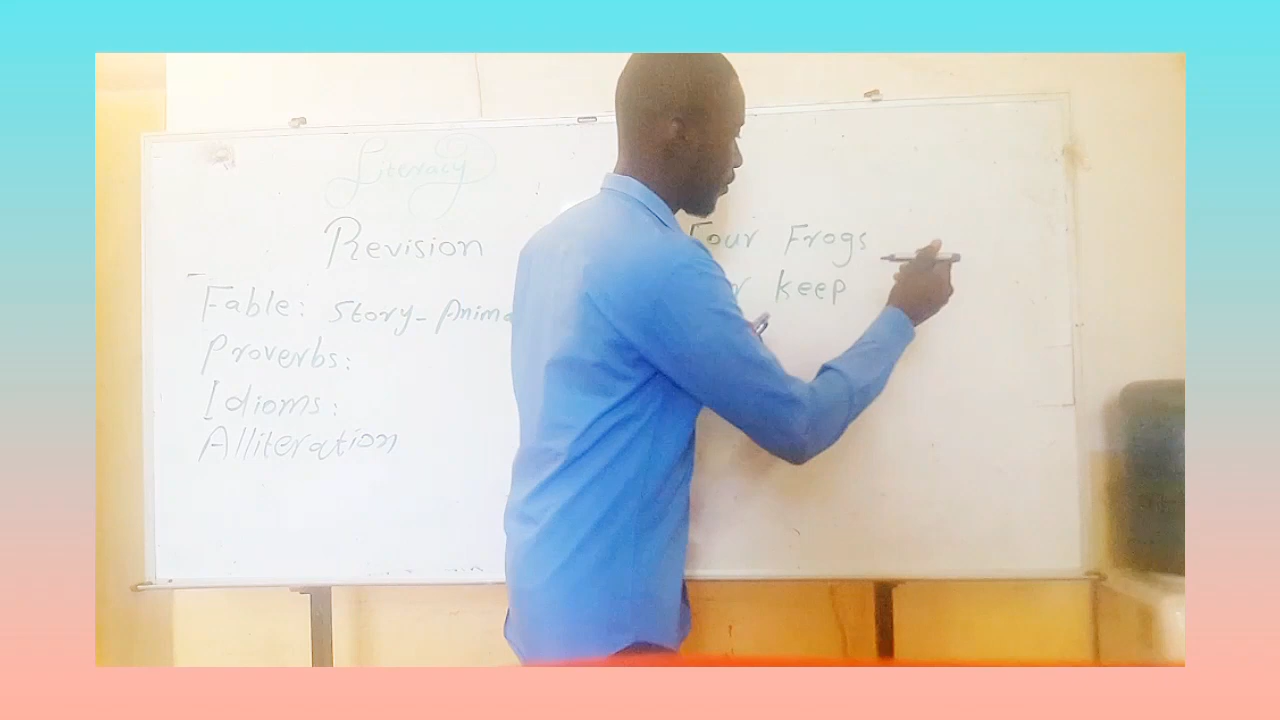 Literacy
Revision
Fable: Story - Anima
Proverbs:
Idioms:
Alliteration
Four Frogs
keep